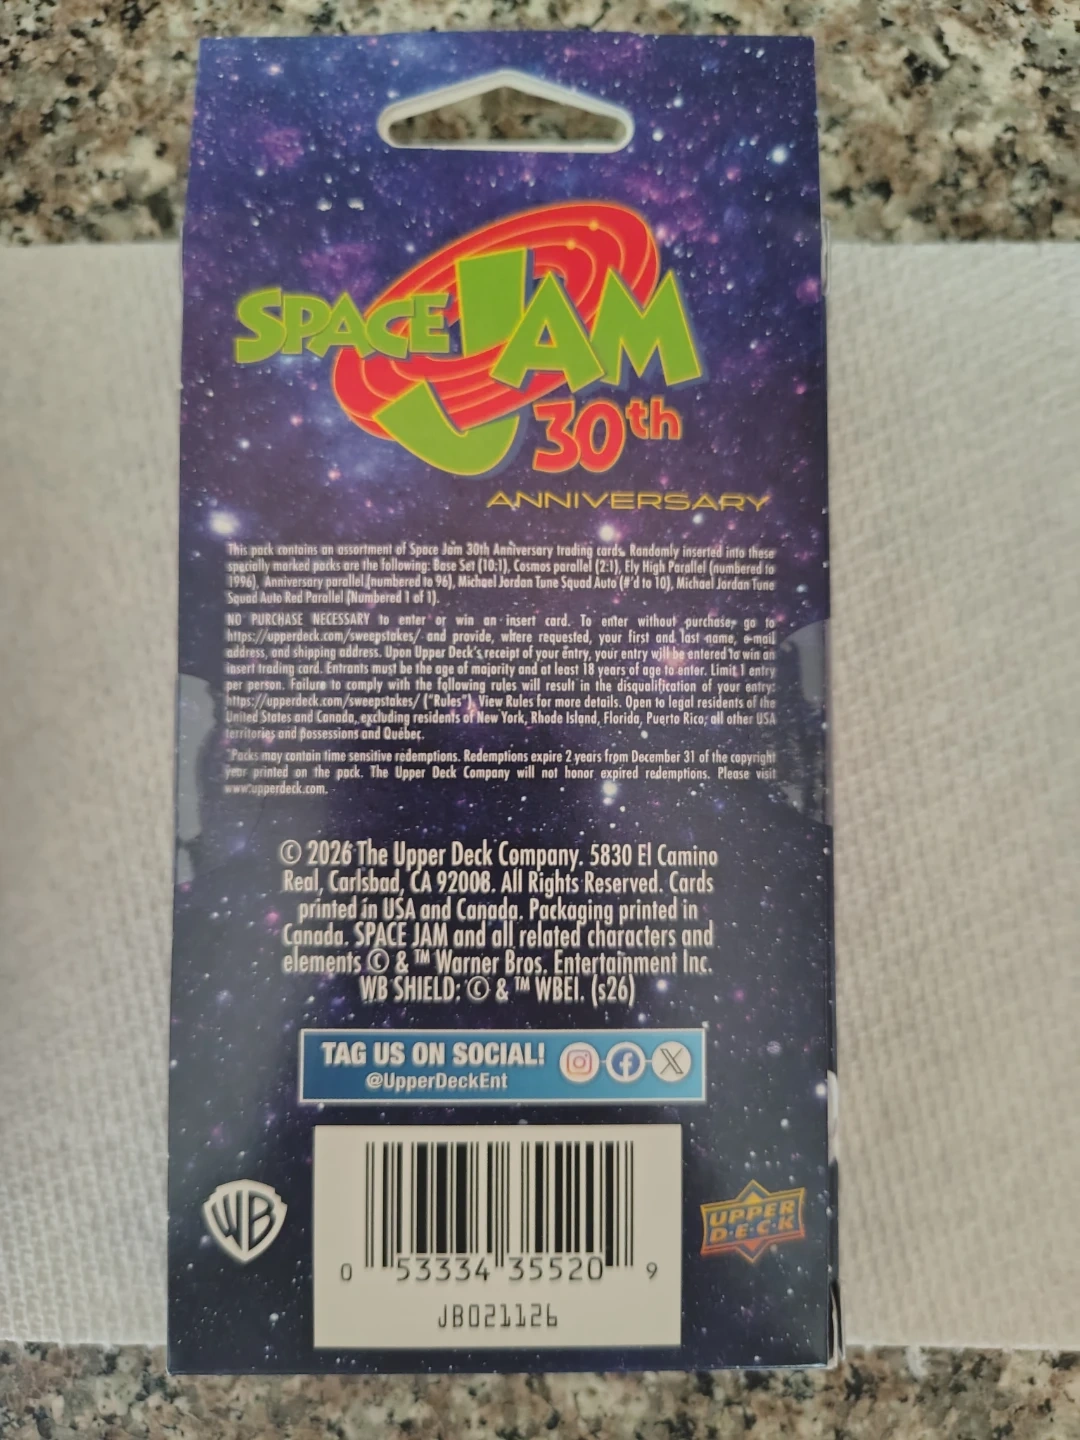 SPACE JAM
30th
ANNIVERSARY
This pack contains an assortment of Space Jam 30th Anniversary trading cards. Randomly inserted into these
specially marked packs are the following: Base Set (10:1), Cosmos parallel (2:1), Fly High Parallel (numbered to
1996), Anniversary parallel (numbered to 96), Michael Jordan Tune Squad Auto (#'d to 10), Michael Jordan Tune
Squad Auto Red Parallel (Numbered 1 of 1).
NO PURCHASE NECESSARY to enter or win an insert card. To enter without purchase, go to
https://upperdeck.com/sweepstakes/ and provide, where requested, your first and last name, e-mail
address, and shipping address. Upon Upper Deck's receipt of your entry, your entry will be entered to win an
insert trading card. Entrants must be the age of majority and at least 18 years of age to enter. Limit 1 entry
per person. Failure to comply with the following rules will result in the disqualification of your entry:
https://upperdeck.com/sweepstakes/ ("Rules"). View Rules for more details. Open to legal residents of the
United States and Canada, excluding residents of New York, Rhode Island, Florida, Puerto Rico, all other USA
territories and possessions and Québec.
*Packs may contain time sensitive redemptions. Redemptions expire 2 years from December 31 of the copyright
year printed on the pack. The Upper Deck Company will not honor expired redemptions. Please visit
www.upperdeck.com.
© 2026 The Upper Deck Company. 5830 El Camino
Real, Carlsbad, CA 92008. All Rights Reserved. Cards
printed in USA and Canada. Packaging printed in
Canada. SPACE JAM and all related characters and
elements © & ™ Warner Bros. Entertainment Inc.
WB SHIELD: © & ™ WBEI. (s26)
TAG US ON SOCIAL!
@UpperDeckEnt
WB
UPPER
D·E·C·K
0 53334 35520 9
JB021126